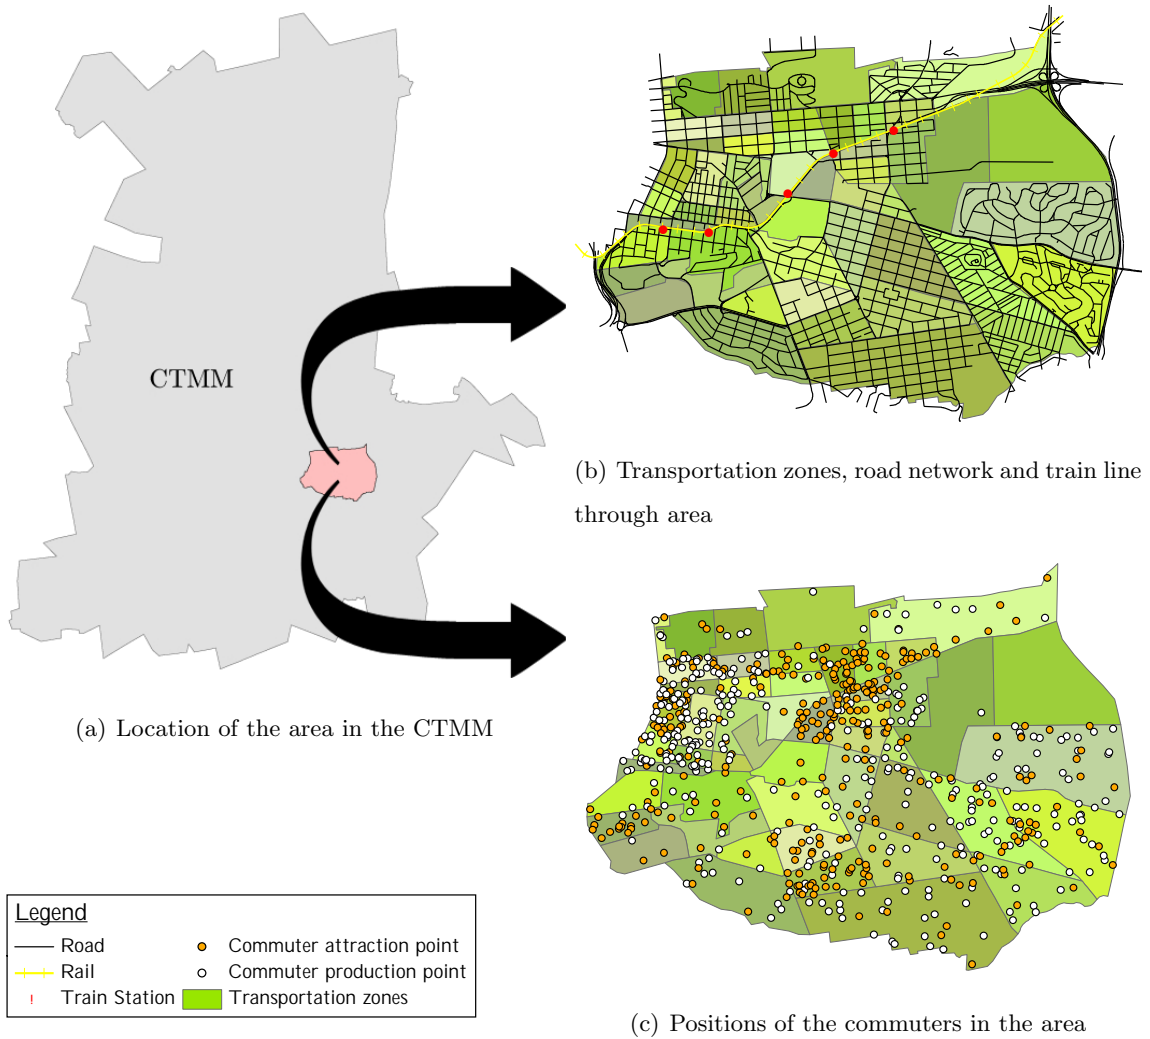 CTMM
(a) Location of the area in the CTMM
(b) Transportation zones, road network and train line
through area
(c) Positions of the commuters in the area
Legend
Road
Rail
Train Station
Commuter attraction point
Commuter production point
Transportation zones